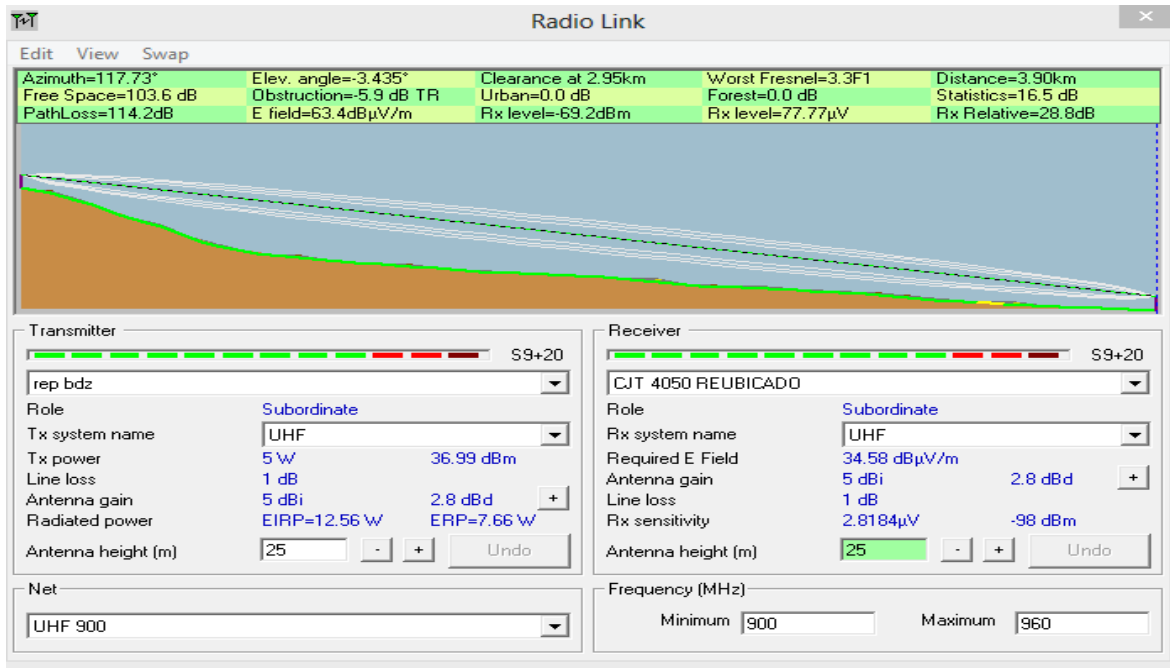 Radio Link
Edit View Swap
Azimuth=117.73° Elev. angle=-3.435° Clearance at 2.95km Worst Fresnel=3.3F1 Distance=3.90km
Free Space=103.6 dB Obstruction=-5.9 dB TR Urban=0.0 dB Forest=0.0 dB Statistics=16.5 dB
PathLoss=114.2dB E field=63.4dBµV/m Rx level=-69.2dBm Rx level=77.77µV Rx Relative=28.8dB
Transmitter
S9+20
rep bdz
Role Subordinate
Tx system name UHF
Tx power 5 W 36.99 dBm
Line loss 1 dB
Antenna gain 5 dBi 2.8 dBd +
Radiated power EIRP=12.56 W ERP=7.66 W
Antenna height (m) 25 - + Undo
Net
UHF 900
Receiver
S9+20
CJT 4050 REUBICADO
Role Subordinate
Rx system name UHF
Required E Field 34.58 dBµV/m
Antenna gain 5 dBi 2.8 dBd +
Line loss 1 dB
Rx sensitivity 2.8184µV -98 dBm
Antenna height (m) 25 - + Undo
Frequency (MHz)
Minimum 900 Maximum 960